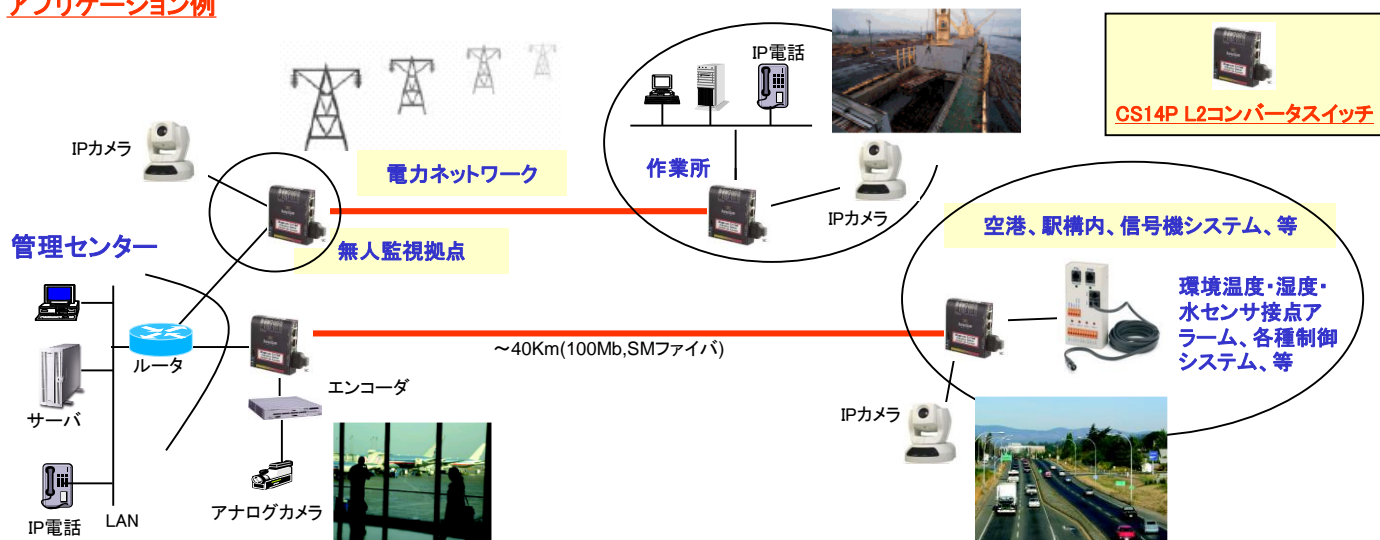 アプリケーション例
IP電話
CS14P L2コンバータスイッチ
IPカメラ
電力ネットワーク
作業所
IPカメラ
無人監視拠点
空港、駅構内、信号機システム、等
管理センター
環境温度・湿度・
水センサ接点ア
ラーム、各種制御
システム、等
~40Km(100Mb,SMファイバ)
ルータ
エンコーダ
サーバ
IPカメラ
アナログカメラ
IP電話
LAN